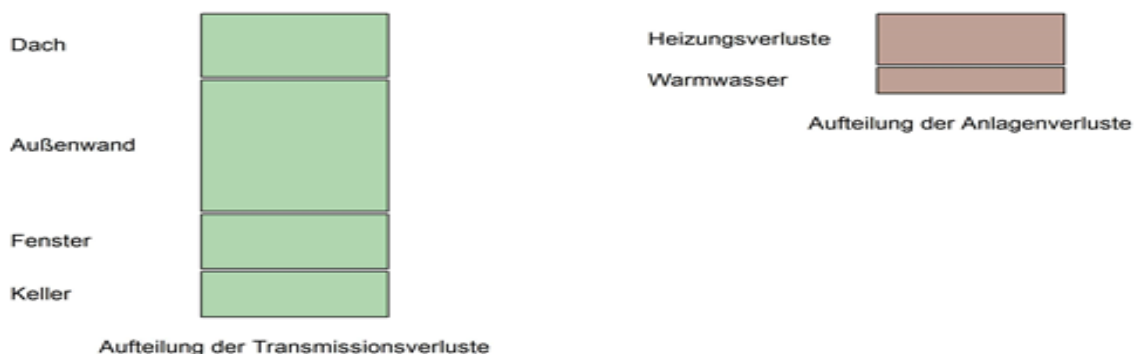 Dach
Außenwand
Fenster
Keller
Aufteilung der Transmissionsverluste
Heizungsverluste
Warmwasser
Aufteilung der Anlagenverluste